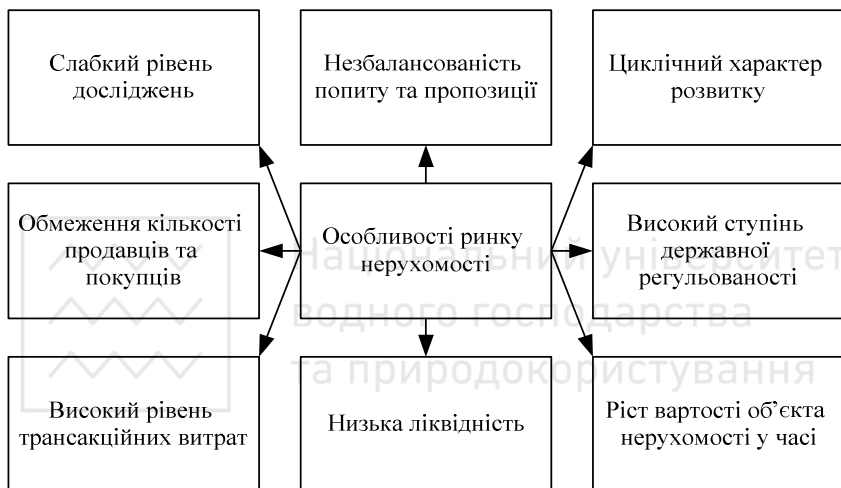 Слабкий рівень
досліджень
Незбалансованість
попиту та пропозиції
Циклічний характер
розвитку
Обмеження кількості
продавців та
покупців
Особливості ринку
нерухомості
Високий ступінь
державної
регульованості
Національний університет
водного господарства
та природокористування
Високий рівень
трансакційних витрат
Низька ліквідність
Ріст вартості об’єкта
нерухомості у часі